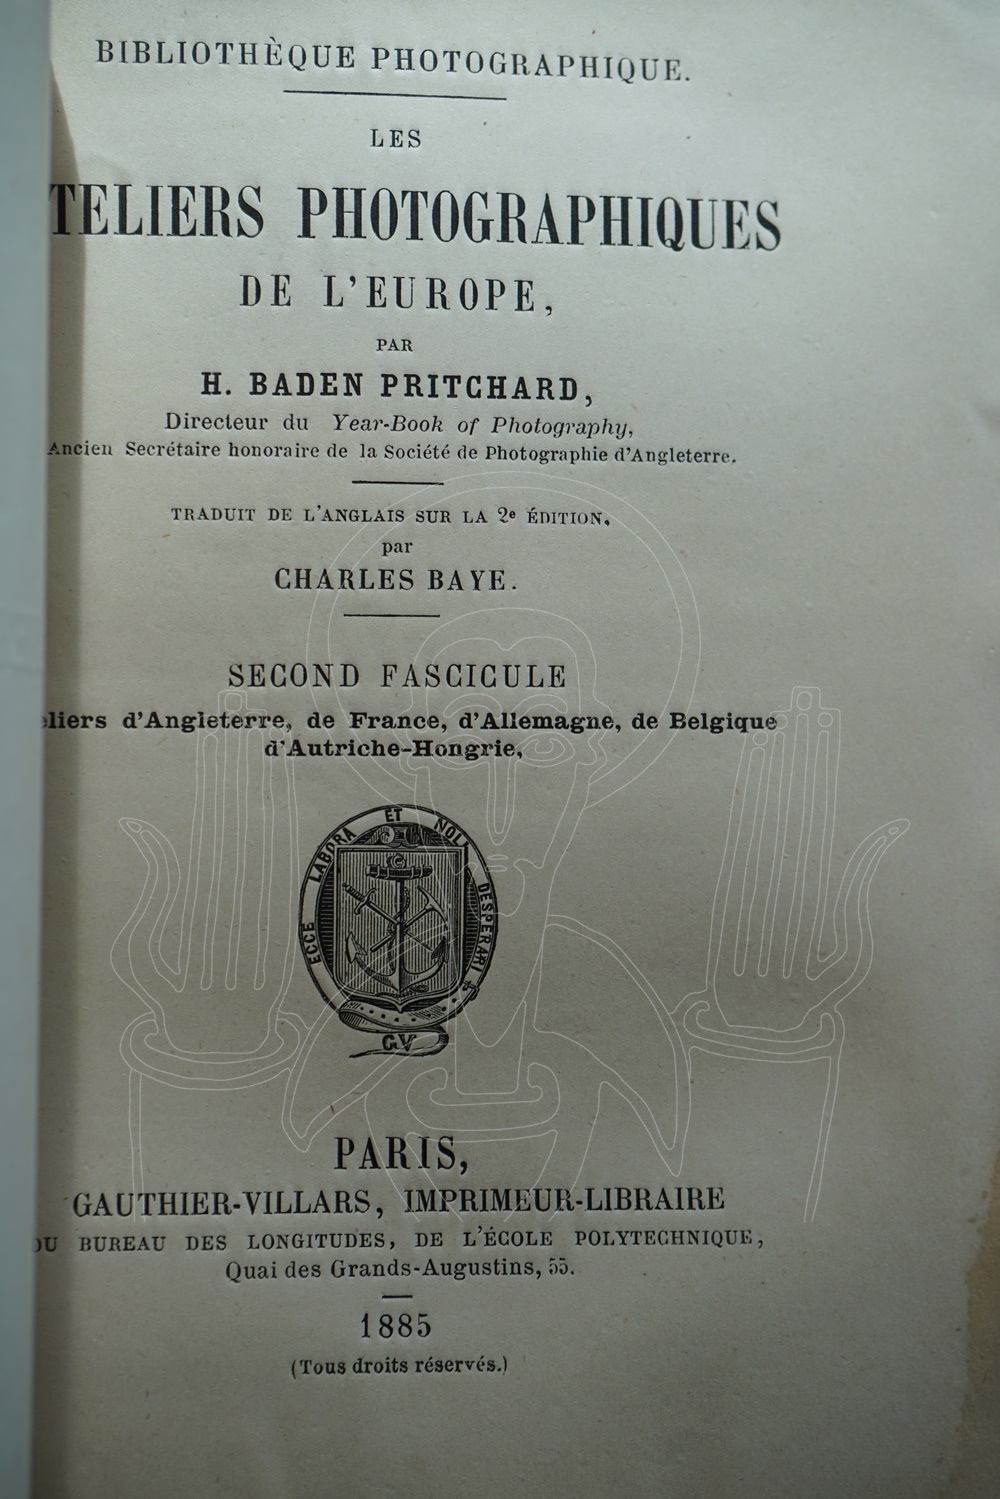 BIBLIOTHÈQUE PHOTOGRAPHIQUE.
LES
TELIERS PHOTOGRAPHIQUES
DE L'EUROPE,
PAR
H. BADEN PRITCHARD,
Directeur du Year-Book of Photography,
Ancien Secrétaire honoraire de la Société de Photographie d'Angleterre.
TRADUIT DE L'ANGLAIS SUR LA 2e ÉDITION,
par
CHARLES BAYE.
SECOND FASCICULE
liers d'Angleterre, de France, d'Allemagne, de Belgique
d'Autriche-Hongrie,
ECCE LABORA ET NOLI DESPERARI
G.V
PARIS,
GAUTHIER-VILLARS, IMPRIMEUR-LIBRAIRE
DU BUREAU DES LONGITUDES, DE L'ÉCOLE POLYTECHNIQUE,
Quai des Grands-Augustins, 55.
1885
(Tous droits réservés.)